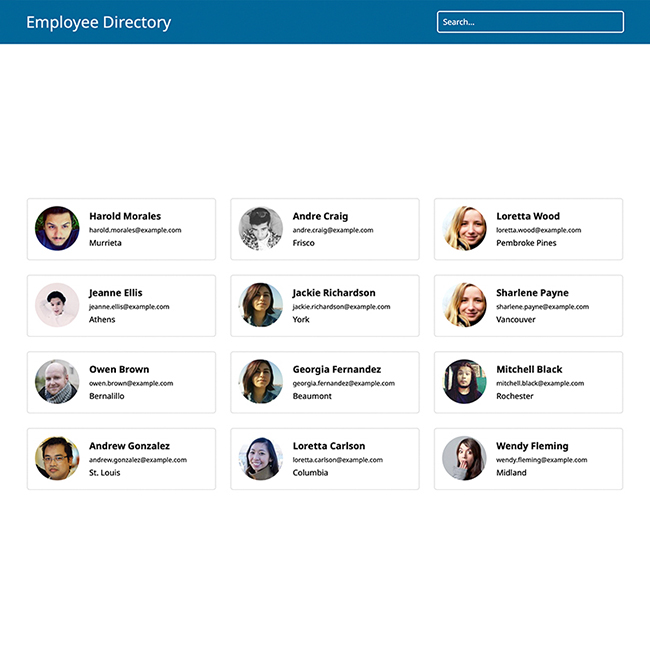 Employee Directory
Search...
Harold Morales
harold.morales@example.com
Murrieta
Andre Craig
andre.craig@example.com
Frisco
Loretta Wood
loretta.wood@example.com
Pembroke Pines
Jeanne Ellis
jeanne.ellis@example.com
Athens
Jackie Richardson
jackie.richardson@example.com
York
Sharlene Payne
sharlene.payne@example.com
Vancouver
Owen Brown
owen.brown@example.com
Bernalillo
Georgia Fernandez
georgia.fernandez@example.com
Beaumont
Mitchell Black
mitchell.black@example.com
Rochester
Andrew Gonzalez
andrew.gonzalez@example.com
St. Louis
Loretta Carlson
loretta.carlson@example.com
Columbia
Wendy Fleming
wendy.fleming@example.com
Midland